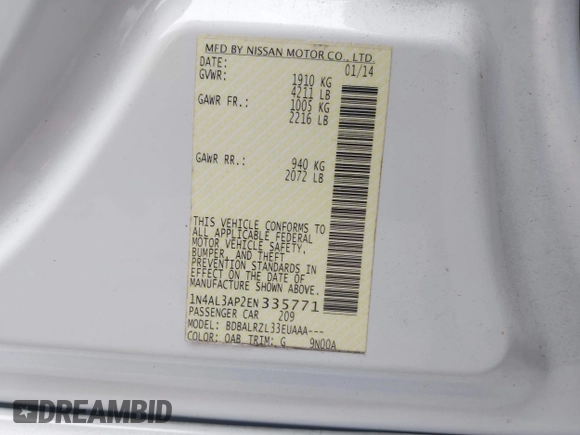 MFD BY NISSAN MOTOR CO., LTD.
DATE: 01/14
GVWR: 1910 KG
4211 LB
GAWR FR.: 1005 KG
2216 LB
GAWR RR.: 940 KG
2072 LB
THIS VEHICLE CONFORMS TO
ALL APPLICABLE FEDERAL
MOTOR VEHICLE SAFETY,
BUMPER, AND THEFT
PREVENTION STANDARDS IN
EFFECT ON THE DATE OF
MANUFACTURE SHOWN ABOVE.
1N4AL3AP2EN335771
PASSENGER CAR 209
MODEL: BDBALRZL33EUAAA---
COLOR: QAB TRIM: G 9N00A
DREAMBID